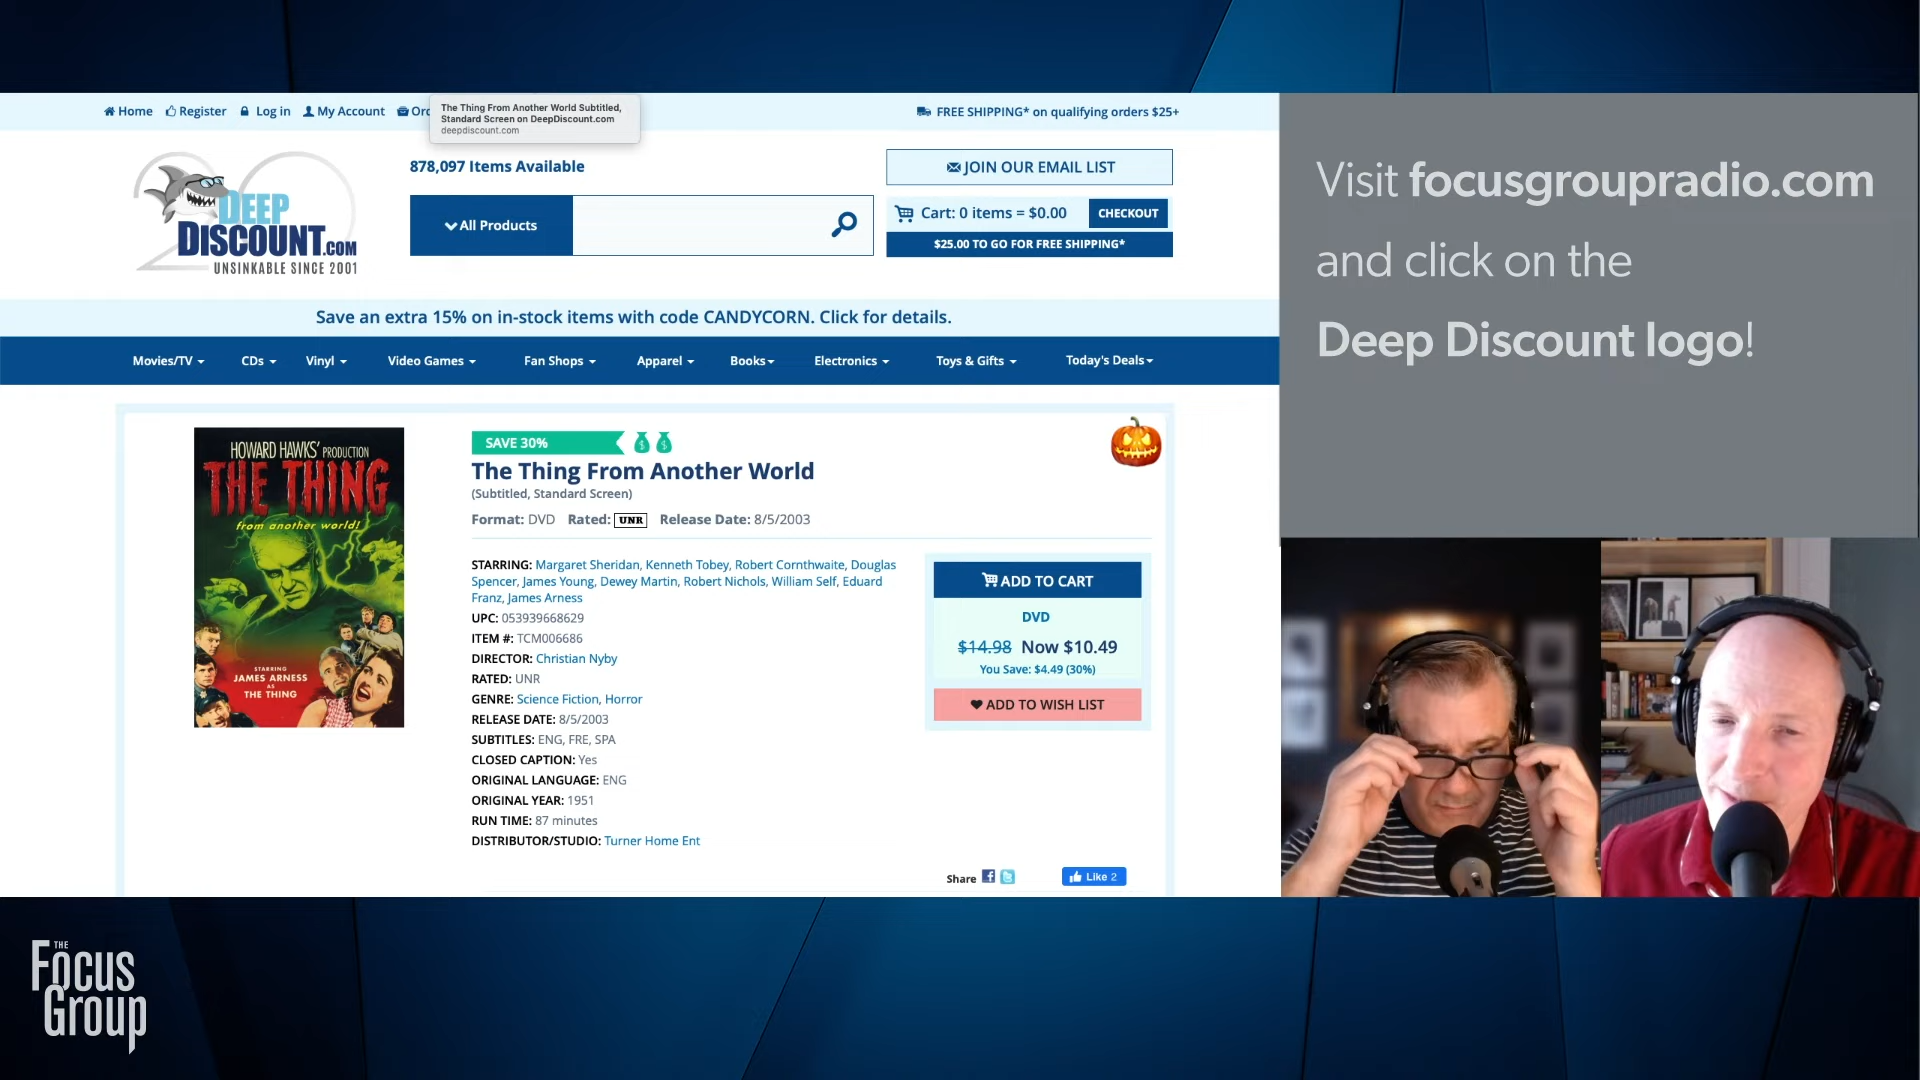 Home Register Log in My Account Or
The Thing From Another World Subtitled,
Standard Screen on DeepDiscount.com
deepdiscount.com
FREE SHIPPING* on qualifying orders $25+
DEEP
DISCOUNT.COM
UNSINKABLE SINCE 2001
20
878,097 Items Available
All Products
JOIN OUR EMAIL LIST
Cart: 0 items = $0.00 CHECKOUT
$25.00 TO GO FOR FREE SHIPPING*
Save an extra 15% on in-stock items with code CANDYCORN. Click for details.
Movies/TV CDs Vinyl Video Games Fan Shops Apparel Books Electronics Toys & Gifts Today's Deals
HOWARD HAWKS' PRODUCTION
THE THING
from another world!
STARRING
JAMES ARNESS
AS
THE THING
SAVE 30%
The Thing From Another World
(Subtitled, Standard Screen)
Format: DVD Rated: UNR Release Date: 8/5/2003
STARRING: Margaret Sheridan, Kenneth Tobey, Robert Cornthwaite, Douglas
Spencer, James Young, Dewey Martin, Robert Nichols, William Self, Eduard
Franz, James Arness
UPC: 053939668629
ITEM #: TCM006686
DIRECTOR: Christian Nyby
RATED: UNR
GENRE: Science Fiction, Horror
RELEASE DATE: 8/5/2003
SUBTITLES: ENG, FRE, SPA
CLOSED CAPTION: Yes
ORIGINAL LANGUAGE: ENG
ORIGINAL YEAR: 1951
RUN TIME: 87 minutes
DISTRIBUTOR/STUDIO: Turner Home Ent
ADD TO CART
DVD
$14.98 Now $10.49
You Save: $4.49 (30%)
ADD TO WISH LIST
Share
Like 2
Visit focusgroupradio.com
and click on the
Deep Discount logo!
THE
Focus
Group